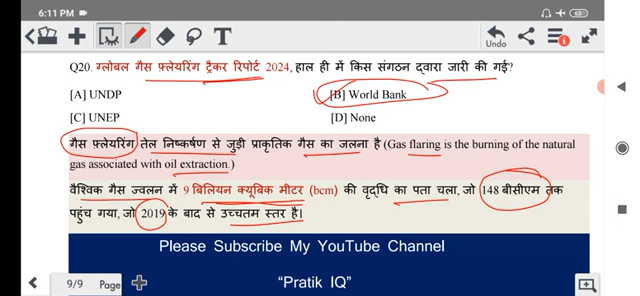 6:11 PM
69
Undo
Q20. ग्लोबल गैस फ़्लेयरिंग ट्रैकर रिपोर्ट 2024, हाल ही में किस संगठन द्वारा जारी की गई?
[A] UNDP [B] World Bank
[C] UNEP [D] None
गैस फ़्लेयरिंग तेल निष्कर्षण से जुड़ी प्राकृतिक गैस का जलना है (Gas flaring is the burning of the natural
gas associated with oil extraction.)
वैश्विक गैस ज्वलन में 9 बिलियन क्यूबिक मीटर (bcm) की वृद्धि का पता चला, जो 148 बीसीएम तक
पहुंच गया, जो 2019 के बाद से उच्चतम स्तर है।
Please Subscribe My YouTube Channel
"Pratik IQ"
9/9 Page